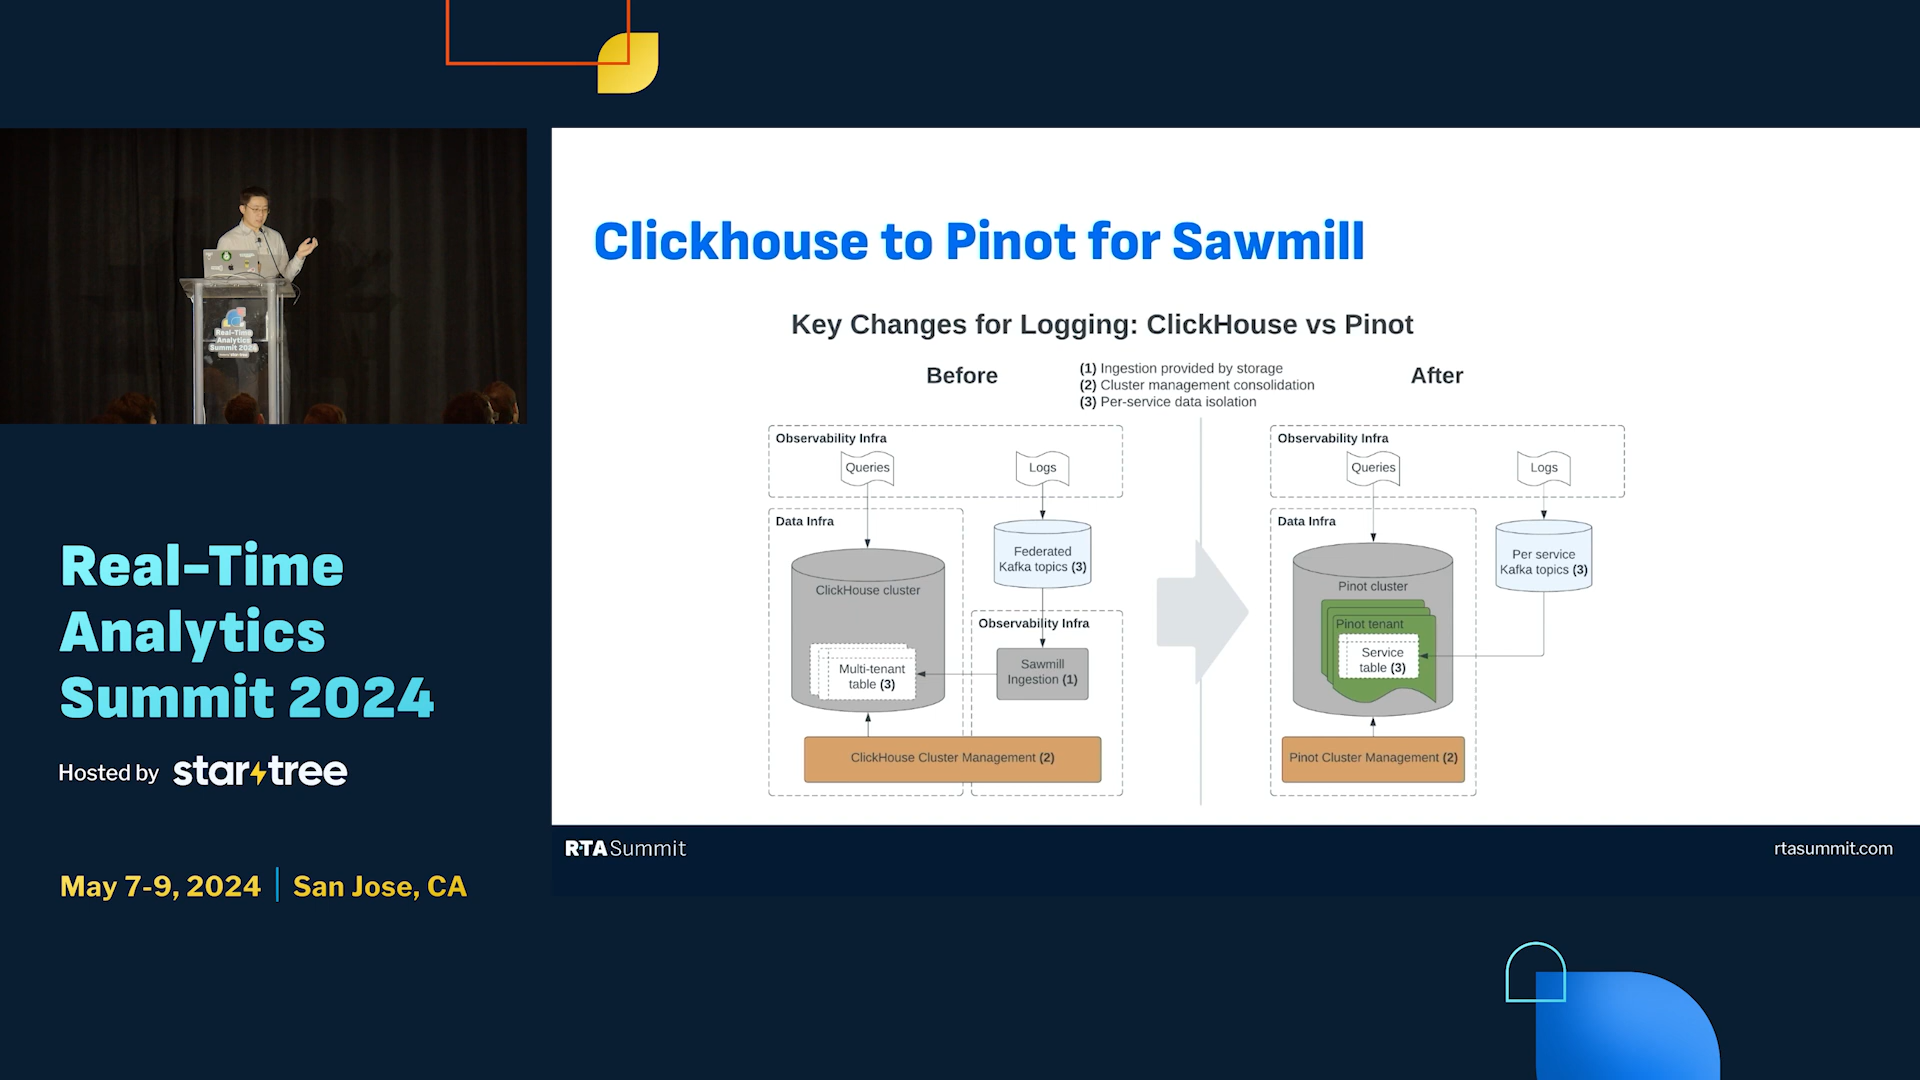 Real-Time
Analytics
Summit 2024
Hosted by star tree
May 7-9, 2024 | San Jose, CA
Real-Time
Analytics
Summit 2024
Clickhouse to Pinot for Sawmill
Key Changes for Logging: ClickHouse vs Pinot
Before
(1) Ingestion provided by storage
(2) Cluster management consolidation
(3) Per-service data isolation
After
Observability Infra
Queries
Logs
Data Infra
ClickHouse cluster
Multi-tenant
table (3)
Federated
Kafka topics (3)
Observability Infra
Sawmill
Ingestion (1)
ClickHouse Cluster Management (2)
Observability Infra
Queries
Logs
Data Infra
Pinot cluster
Pinot tenant
Service
table (3)
Per service
Kafka topics (3)
Pinot Cluster Management (2)
RTA Summit
rtasummit.com